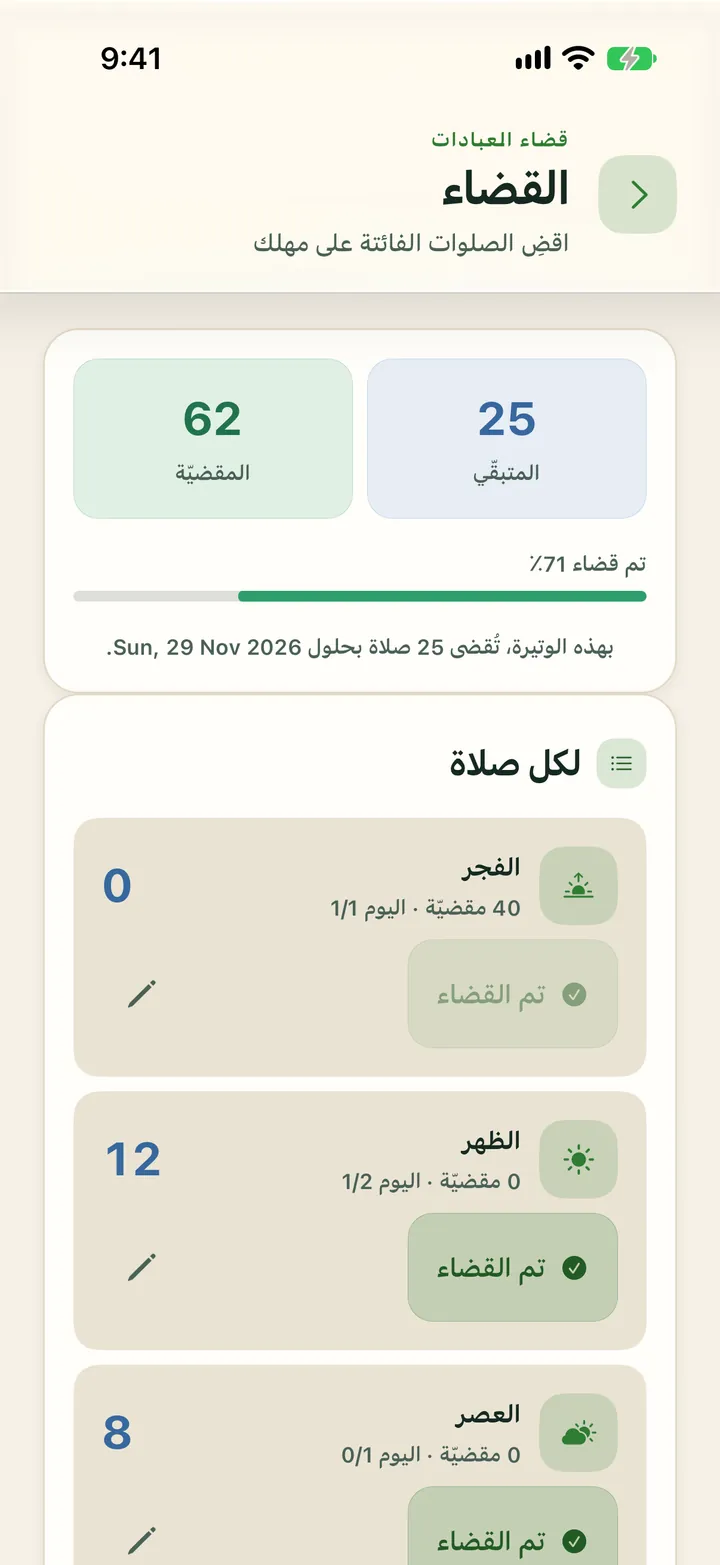 9:41
قضاء العبادات
القضاء
اقضِ الصلوات الفائتة على مهلك
25
المتبقّي
62
المقضيّة
تم قضاء 71٪
بهذه الوتيرة، تُقضى 25 صلاة بحلول Sun, 29 Nov 2026.
لكل صلاة
الفجر
40 مقضيّة · اليوم 1/1
0
تم القضاء
الظهر
0 مقضيّة · اليوم 1/2
12
تم القضاء
العصر
0 مقضيّة · اليوم 0/1
8
تم القضاء